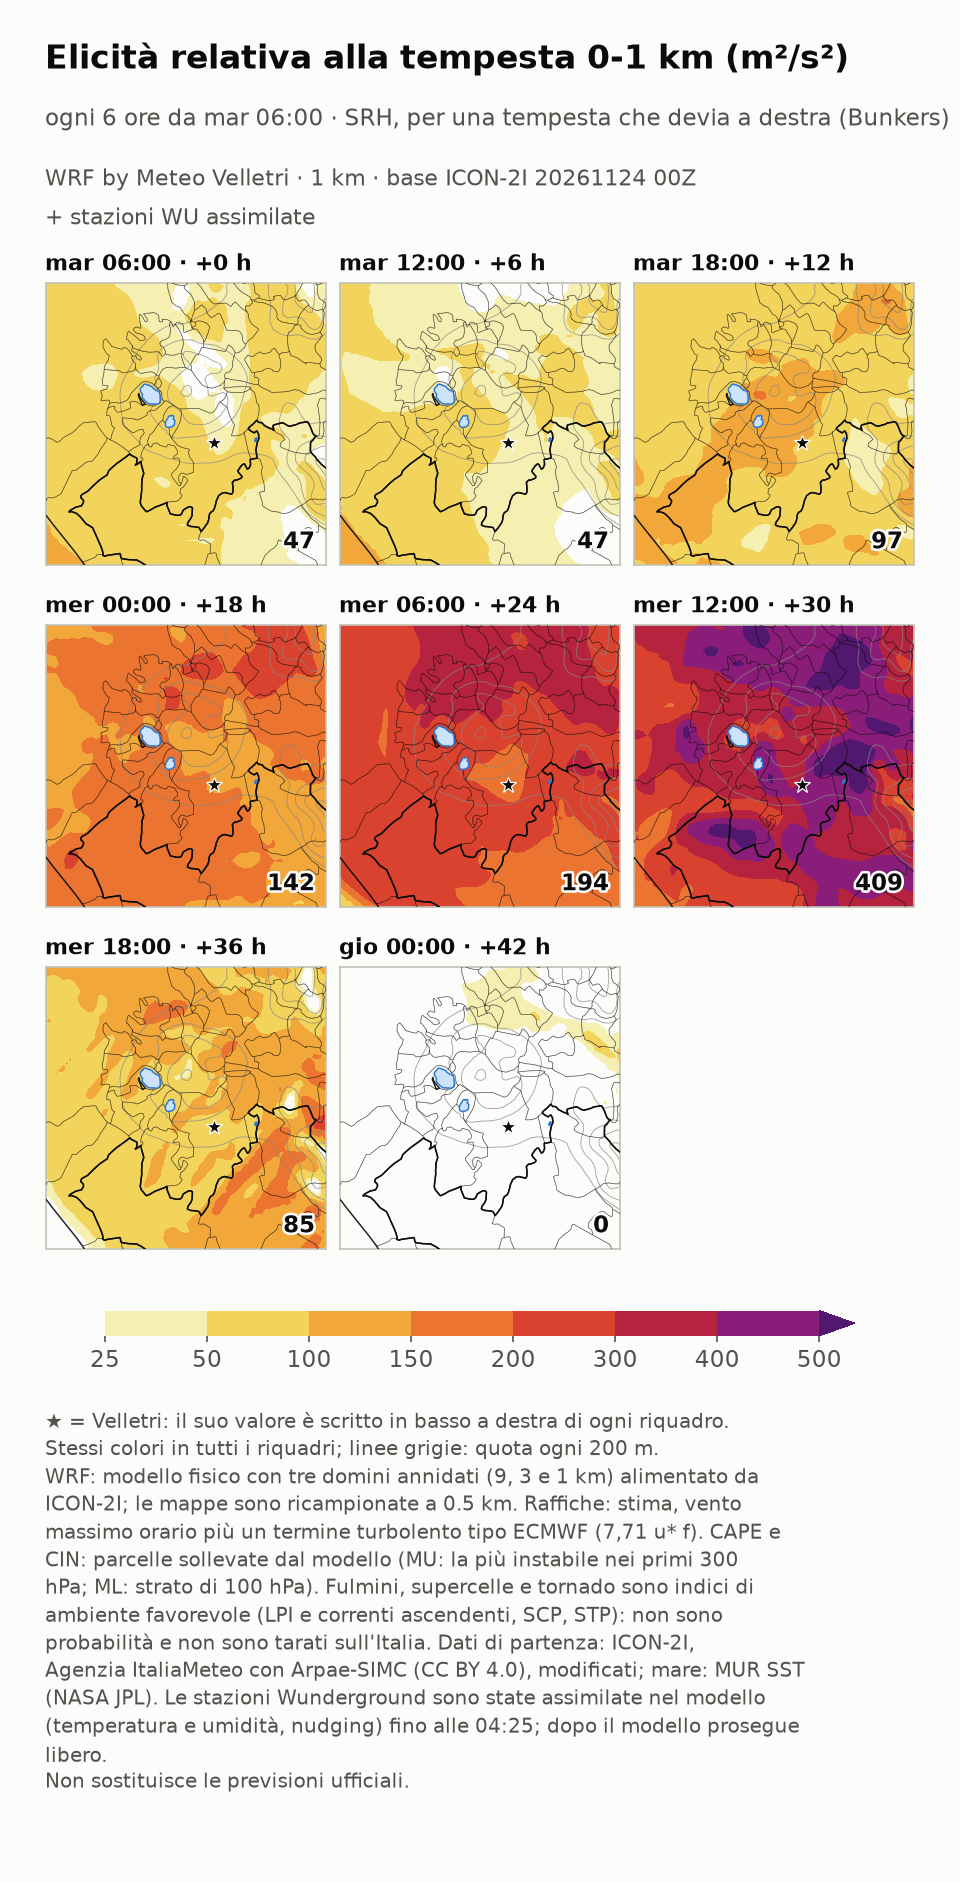 Elicità relativa alla tempesta 0-1 km (m²/s²)
ogni 6 ore da mar 06:00 · SRH, per una tempesta che devia a destra (Bunkers)
WRF by Meteo Velletri · 1 km · base ICON-2I 20261124 00Z
+ stazioni WU assimilate
mar 06:00 · +0 h
mar 12:00 · +6 h
mar 18:00 · +12 h
47
47
97
mer 00:00 · +18 h
mer 06:00 · +24 h
mer 12:00 · +30 h
142
194
409
mer 18:00 · +36 h
gio 00:00 · +42 h
85
0
25 50 100 150 200 300 400 500
★ = Velletri: il suo valore è scritto in basso a destra di ogni riquadro.
Stessi colori in tutti i riquadri; linee grigie: quota ogni 200 m.
WRF: modello fisico con tre domini annidati (9, 3 e 1 km) alimentato da
ICON-2I; le mappe sono ricampionate a 0.5 km. Raffiche: stima, vento
massimo orario più un termine turbolento tipo ECMWF (7,71 u* f). CAPE e
CIN: parcelle sollevate dal modello (MU: la più instabile nei primi 300
hPa; ML: strato di 100 hPa). Fulmini, supercelle e tornado sono indici di
ambiente favorevole (LPI e correnti ascendenti, SCP, STP): non sono
probabilità e non sono tarati sull'Italia. Dati di partenza: ICON-2I,
Agenzia ItaliaMeteo con Arpae-SIMC (CC BY 4.0), modificati; mare: MUR SST
(NASA JPL). Le stazioni Wunderground sono state assimilate nel modello
(temperatura e umidità, nudging) fino alle 04:25; dopo il modello prosegue
libero.
Non sostituisce le previsioni ufficiali.